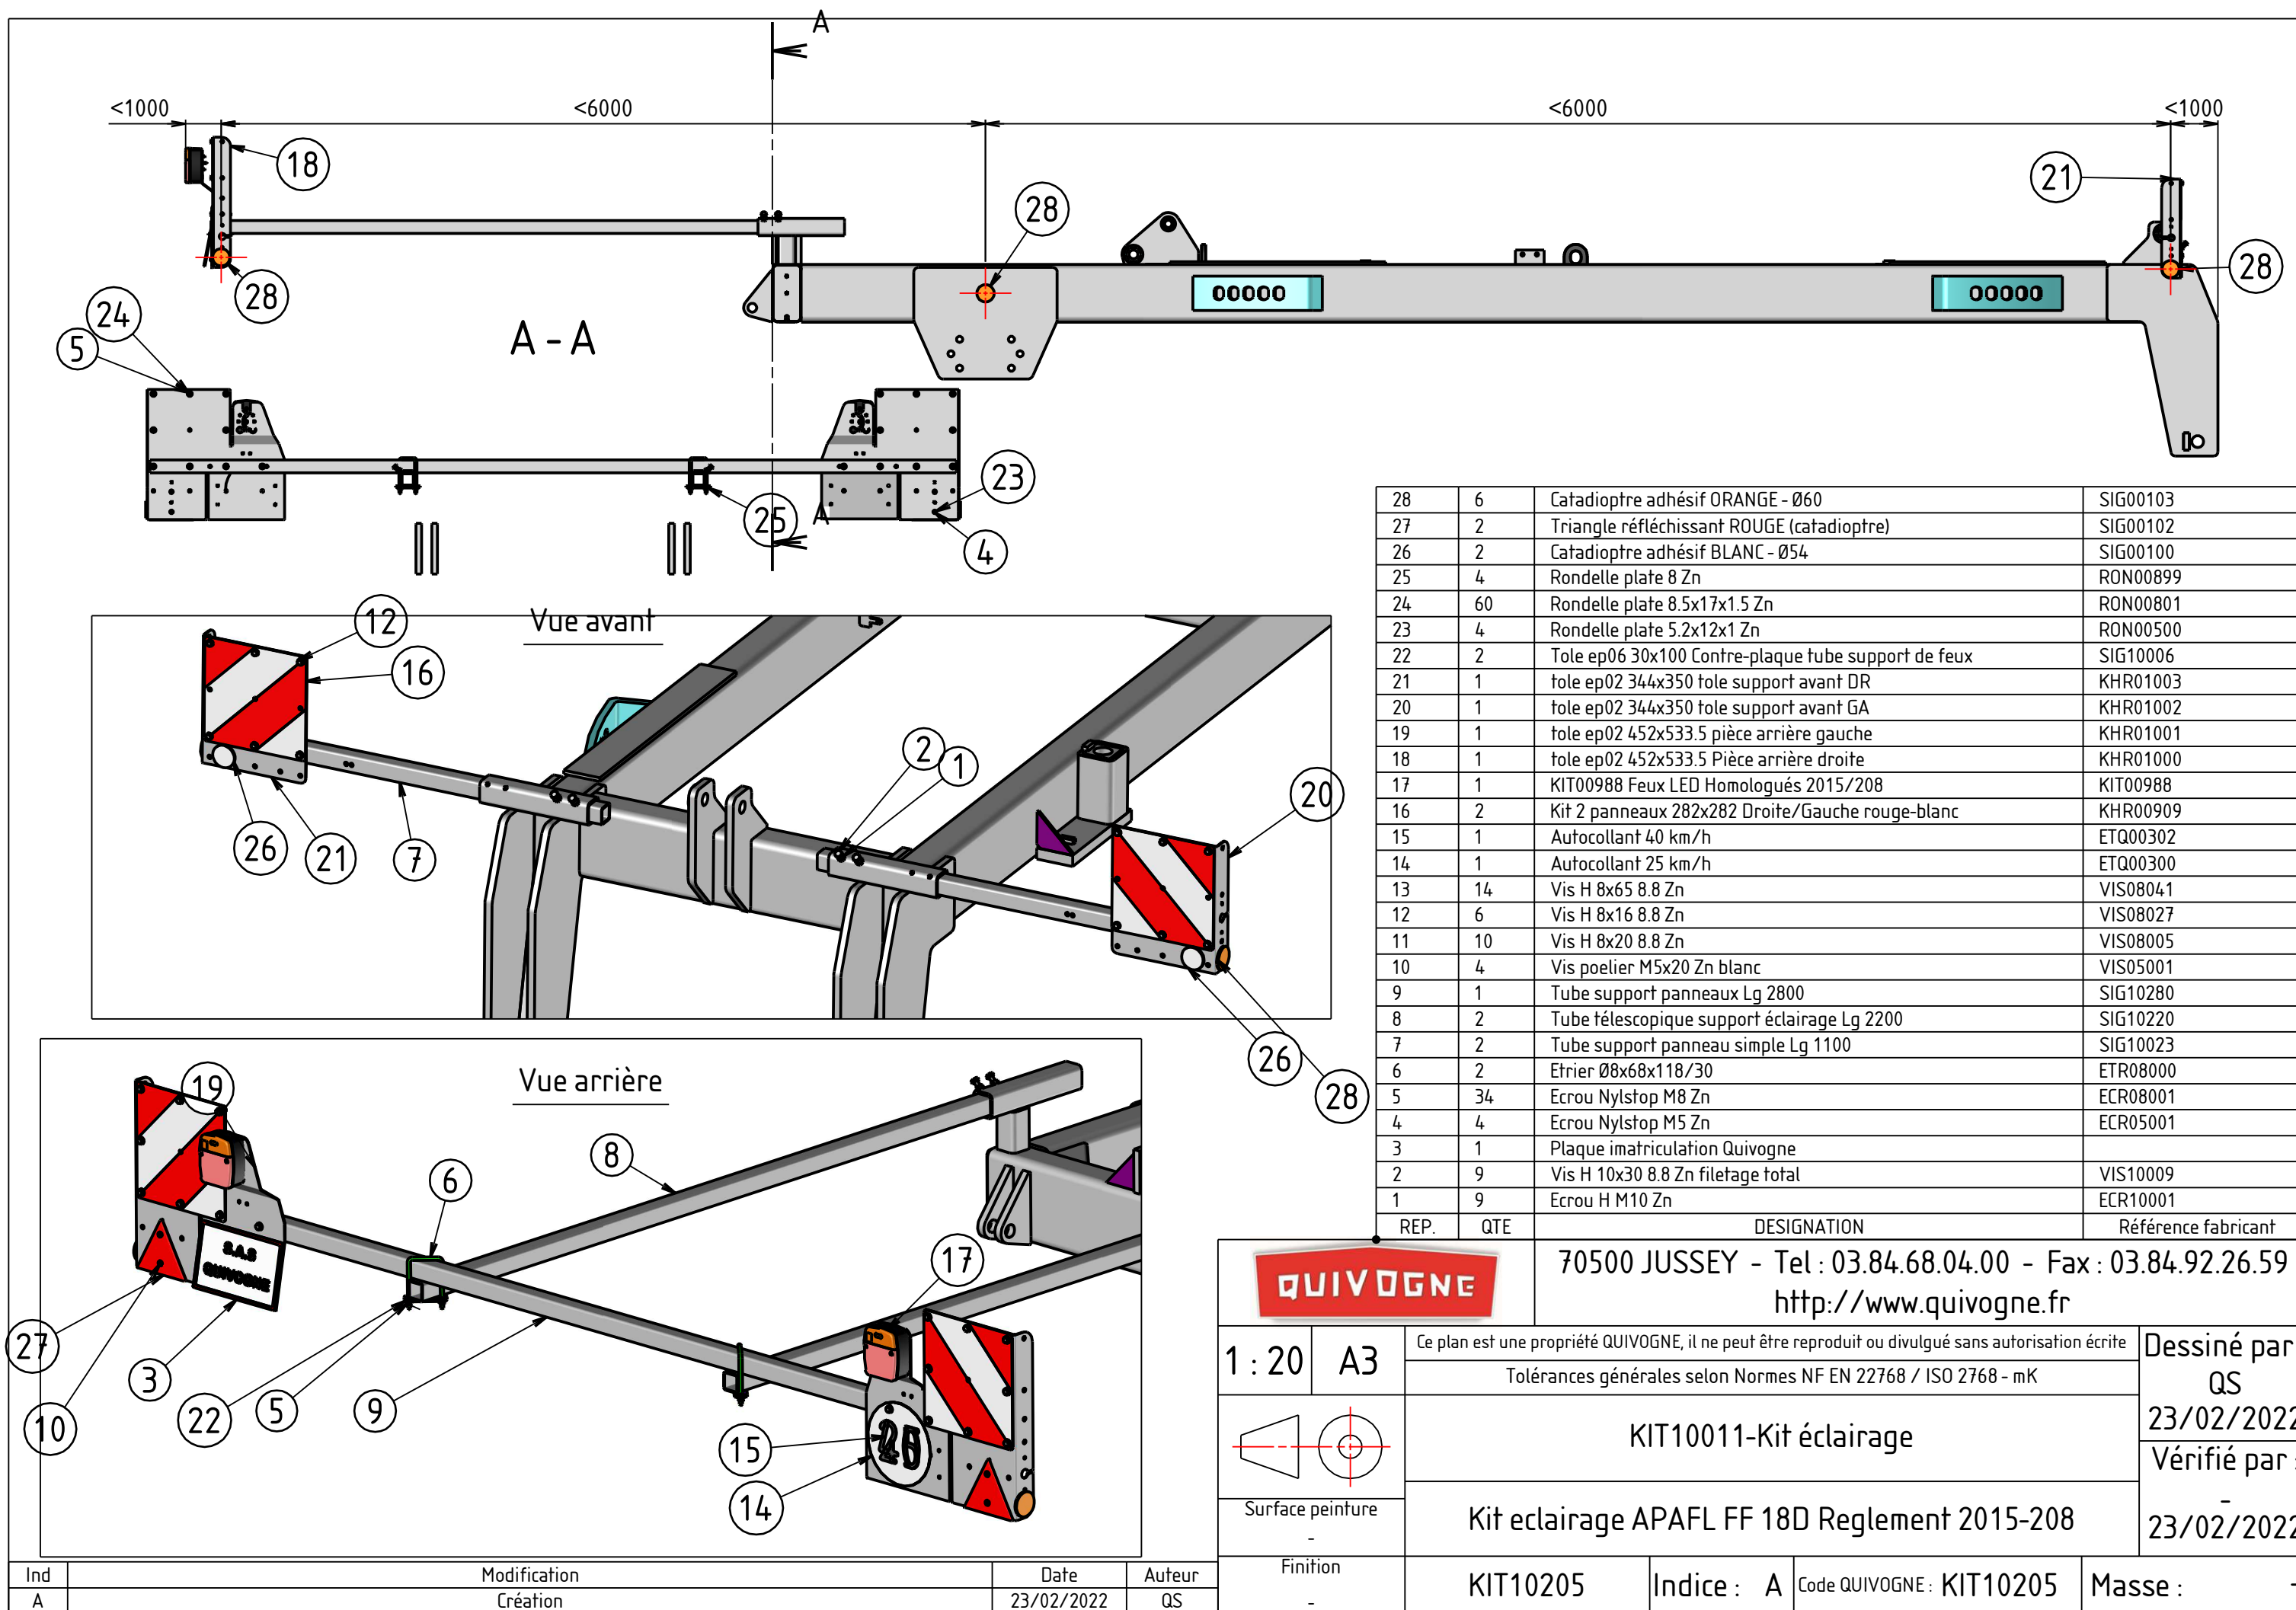 A
<1000
<6000
<6000
<1000
18
21
28
28
28
24
5
A - A
23
25
A
4
Vue avant
12
16
2
1
20
26
21
7
26
28
Vue arrière
19
8
6
S.A.S
QUIVOGNE
17
27
3
10
22
5
9
15
14
28 6 Catadioptre adhésif ORANGE - Ø60 SIG00103
27 2 Triangle réfléchissant ROUGE (catadioptre) SIG00102
26 2 Catadioptre adhésif BLANC - Ø54 SIG00100
25 4 Rondelle plate 8 Zn RON00899
24 60 Rondelle plate 8.5x17x1.5 Zn RON00801
23 4 Rondelle plate 5.2x12x1 Zn RON00500
22 2 Tole ep06 30x100 Contre-plaque tube support de feux SIG10006
21 1 tole ep02 344x350 tole support avant DR KHR01003
20 1 tole ep02 344x350 tole support avant GA KHR01002
19 1 tole ep02 452x533.5 pièce arrière gauche KHR01001
18 1 tole ep02 452x533.5 Pièce arrière droite KHR01000
17 1 KIT00988 Feux LED Homologués 2015/208 KIT00988
16 2 Kit 2 panneaux 282x282 Droite/Gauche rouge-blanc KHR00909
15 1 Autocollant 40 km/h ETQ00302
14 1 Autocollant 25 km/h ETQ00300
13 14 Vis H 8x65 8.8 Zn VIS08041
12 6 Vis H 8x16 8.8 Zn VIS08027
11 10 Vis H 8x20 8.8 Zn VIS08005
10 4 Vis poelier M5x20 Zn blanc VIS05001
9 1 Tube support panneaux Lg 2800 SIG10280
8 2 Tube télescopique support éclairage Lg 2200 SIG10220
7 2 Tube support panneau simple Lg 1100 SIG10023
6 2 Etrier Ø8x68x118/30 ETR08000
5 34 Ecrou Nylstop M8 Zn ECR08001
4 4 Ecrou Nylstop M5 Zn ECR05001
3 1 Plaque imatriculation Quivogne
2 9 Vis H 10x30 8.8 Zn filetage total VIS10009
1 9 Ecrou H M10 Zn ECR10001
REP. QTE DESIGNATION Référence fabricant
QUIVOGNE
70500 JUSSEY - Tel : 03.84.68.04.00 - Fax : 03.84.92.26.59
http://www.quivogne.fr
1 : 20 A3
Ce plan est une propriété QUIVOGNE, il ne peut être reproduit ou divulgué sans autorisation écrite
Tolérances générales selon Normes NF EN 22768 / ISO 2768 - mK
Dessiné par
QS
23/02/2022
KIT10011-Kit éclairage
Vérifié par :
-
23/02/2022
Surface peinture
-
Kit eclairage APAFL FF 18D Reglement 2015-208
Finition
-
KIT10205 Indice : A Code QUIVOGNE : KIT10205 Masse : -
Ind Modification Date Auteur
A Création 23/02/2022 QS